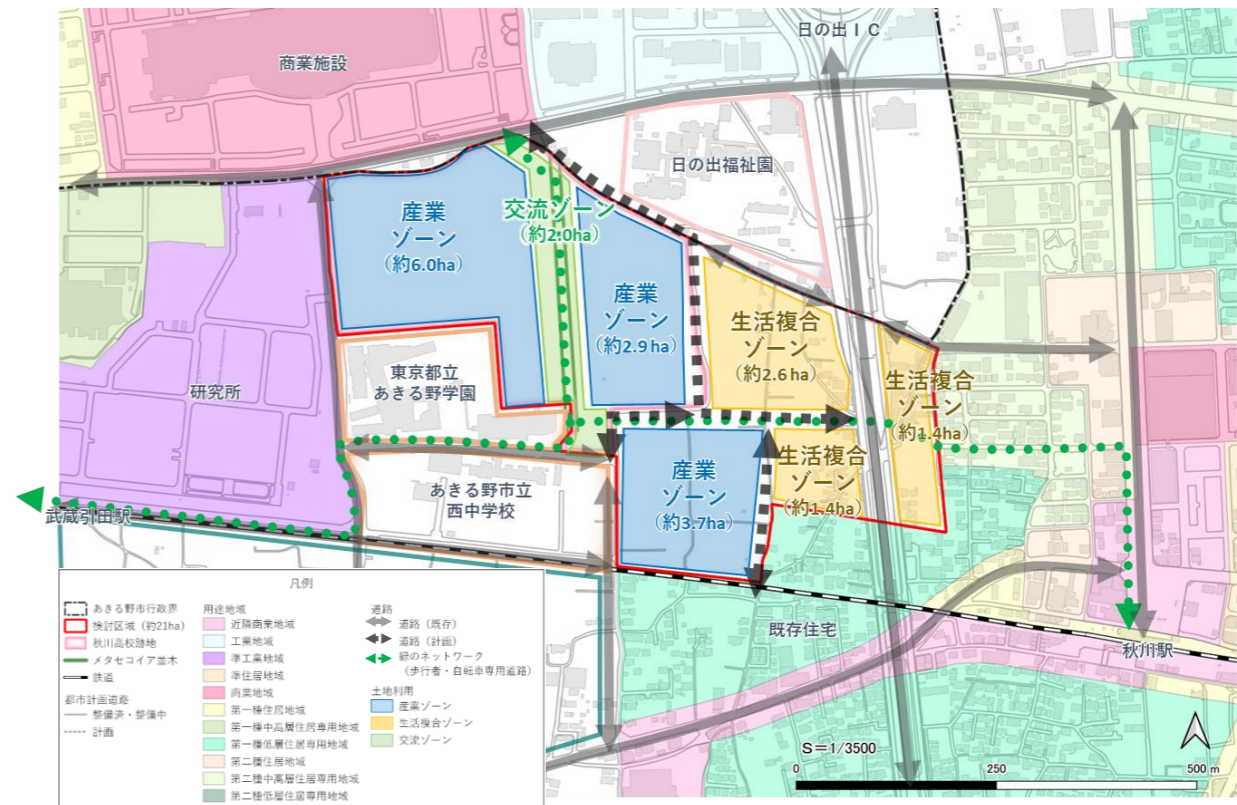 日の出IC
商業施設
日の出福祉園
産業
ゾーン
(約6.0ha)
交流ゾーン
(約2.0ha)
産業
ゾーン
(約2.9ha)
生活複合
ゾーン
(約2.6ha)
生活複合
ゾーン
(約1.4ha)
東京都立
あきる野学園
研究所
あきる野市立
西中学校
産業
ゾーン
(約3.7ha)
生活複合
ゾーン
(約1.4ha)
武蔵引田駅
既存住宅
秋川駅
凡例
あきる野市行政界
検討区域(約21ha)
秋川高校跡地
メタセコイア並木
鉄道
都市計画道路
整備済・整備中
計画
用途地域
近隣商業地域
工業地域
準工業地域
準住居地域
商業地域
第一種住居地域
第一種中高層住居専用地域
第一種低層住居専用地域
第二種住居地域
第二種中高層住居専用地域
第二種低層住居専用地域
道路
道路(既存)
道路(計画)
緑のネットワーク
(歩行者・自転車専用道路)
土地利用
産業ゾーン
生活複合ゾーン
交流ゾーン
S=1/3500
0 250 500 m